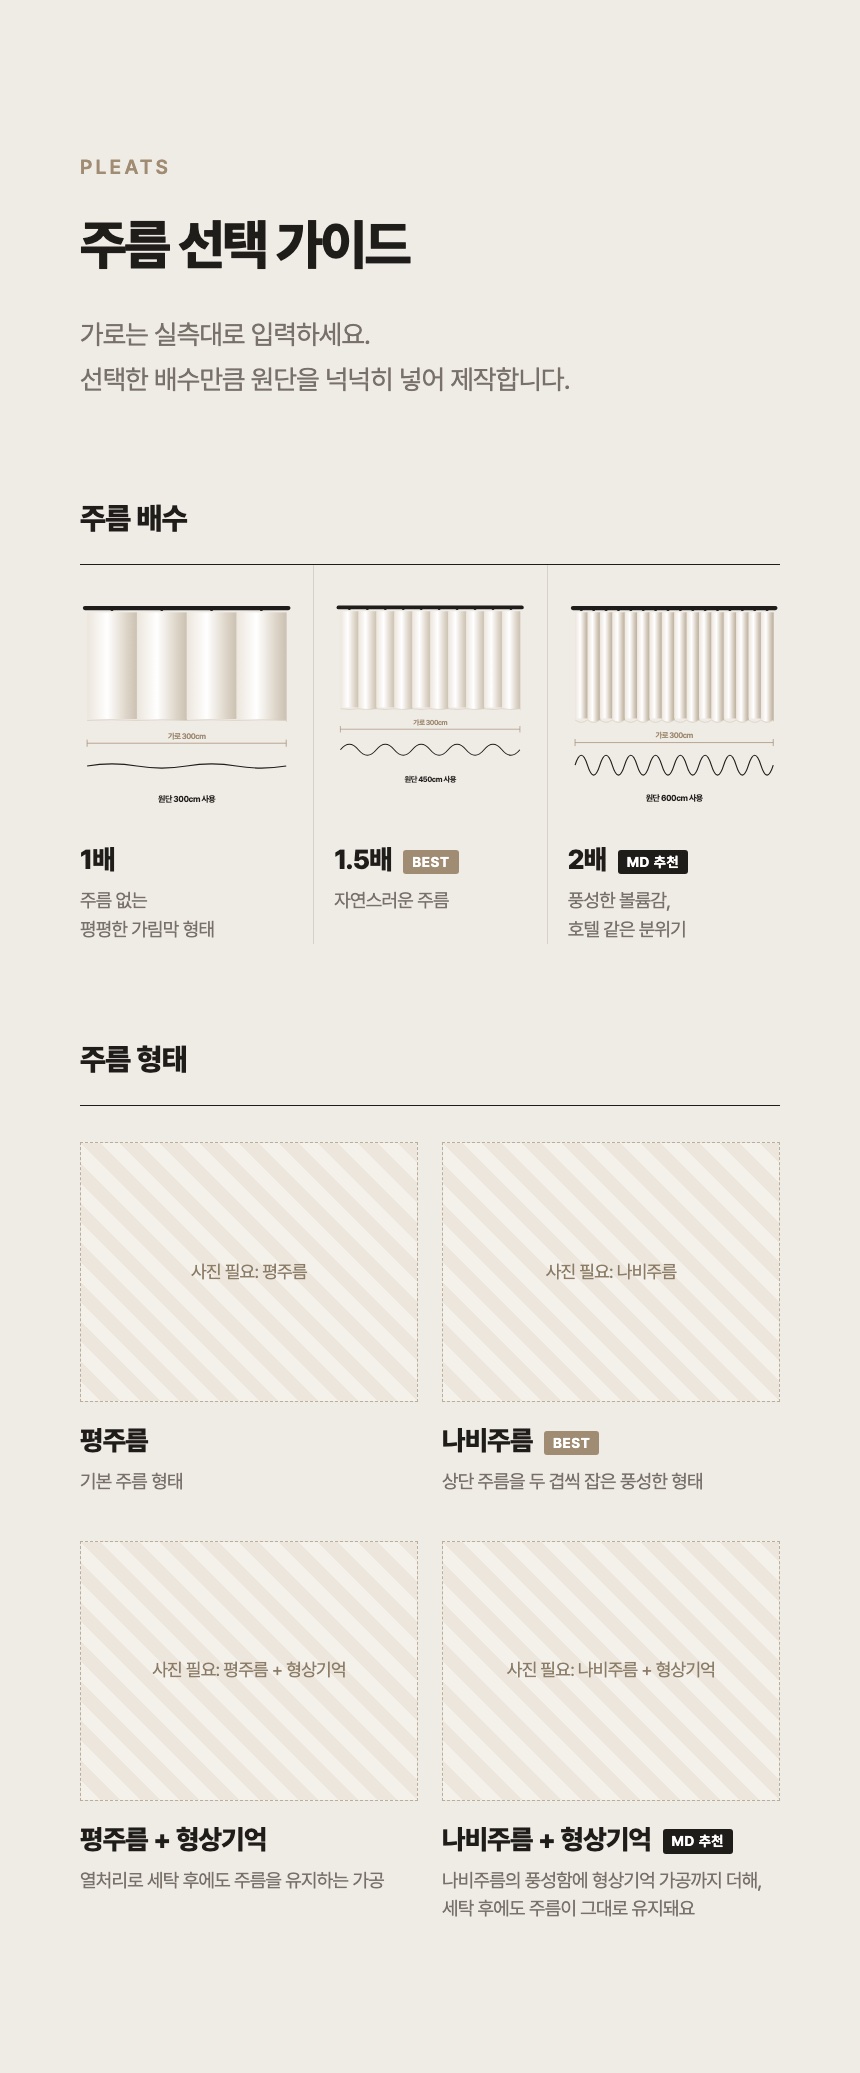 PLEATS
주름 선택 가이드
가로는 실측대로 입력하세요.
선택한 배수만큼 원단을 넉넉히 넣어 제작합니다.
주름 배수
가로 300cm
원단 300cm 사용
1배
주름 없는
평평한 가림막 형태
가로 300cm
원단 450cm 사용
1.5배 BEST
자연스러운 주름
가로 300cm
원단 600cm 사용
2배 MD 추천
풍성한 볼륨감,
호텔 같은 분위기
주름 형태
사진 필요: 평주름
평주름
기본 주름 형태
사진 필요: 나비주름
나비주름 BEST
상단 주름을 두 겹씩 잡은 풍성한 형태
사진 필요: 평주름 + 형상기억
평주름 + 형상기억
열처리로 세탁 후에도 주름을 유지하는 가공
사진 필요: 나비주름 + 형상기억
나비주름 + 형상기억 MD 추천
나비주름의 풍성함에 형상기억 가공까지 더해,
세탁 후에도 주름이 그대로 유지돼요